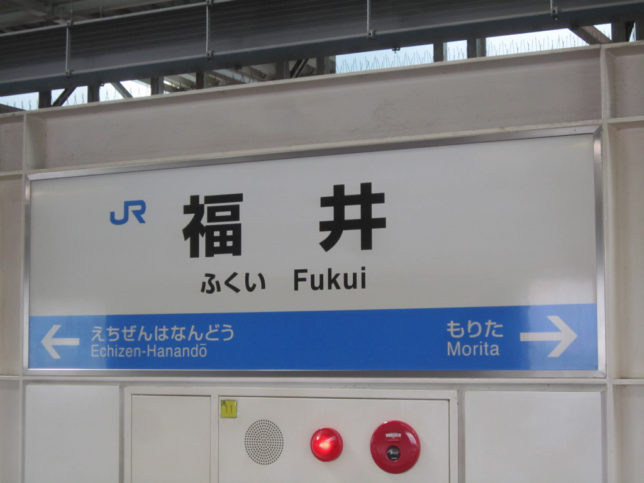 JR
福井
ふくい Fukui
えちぜんはなんどう
Echizen-Hanandō
もりた
Morita